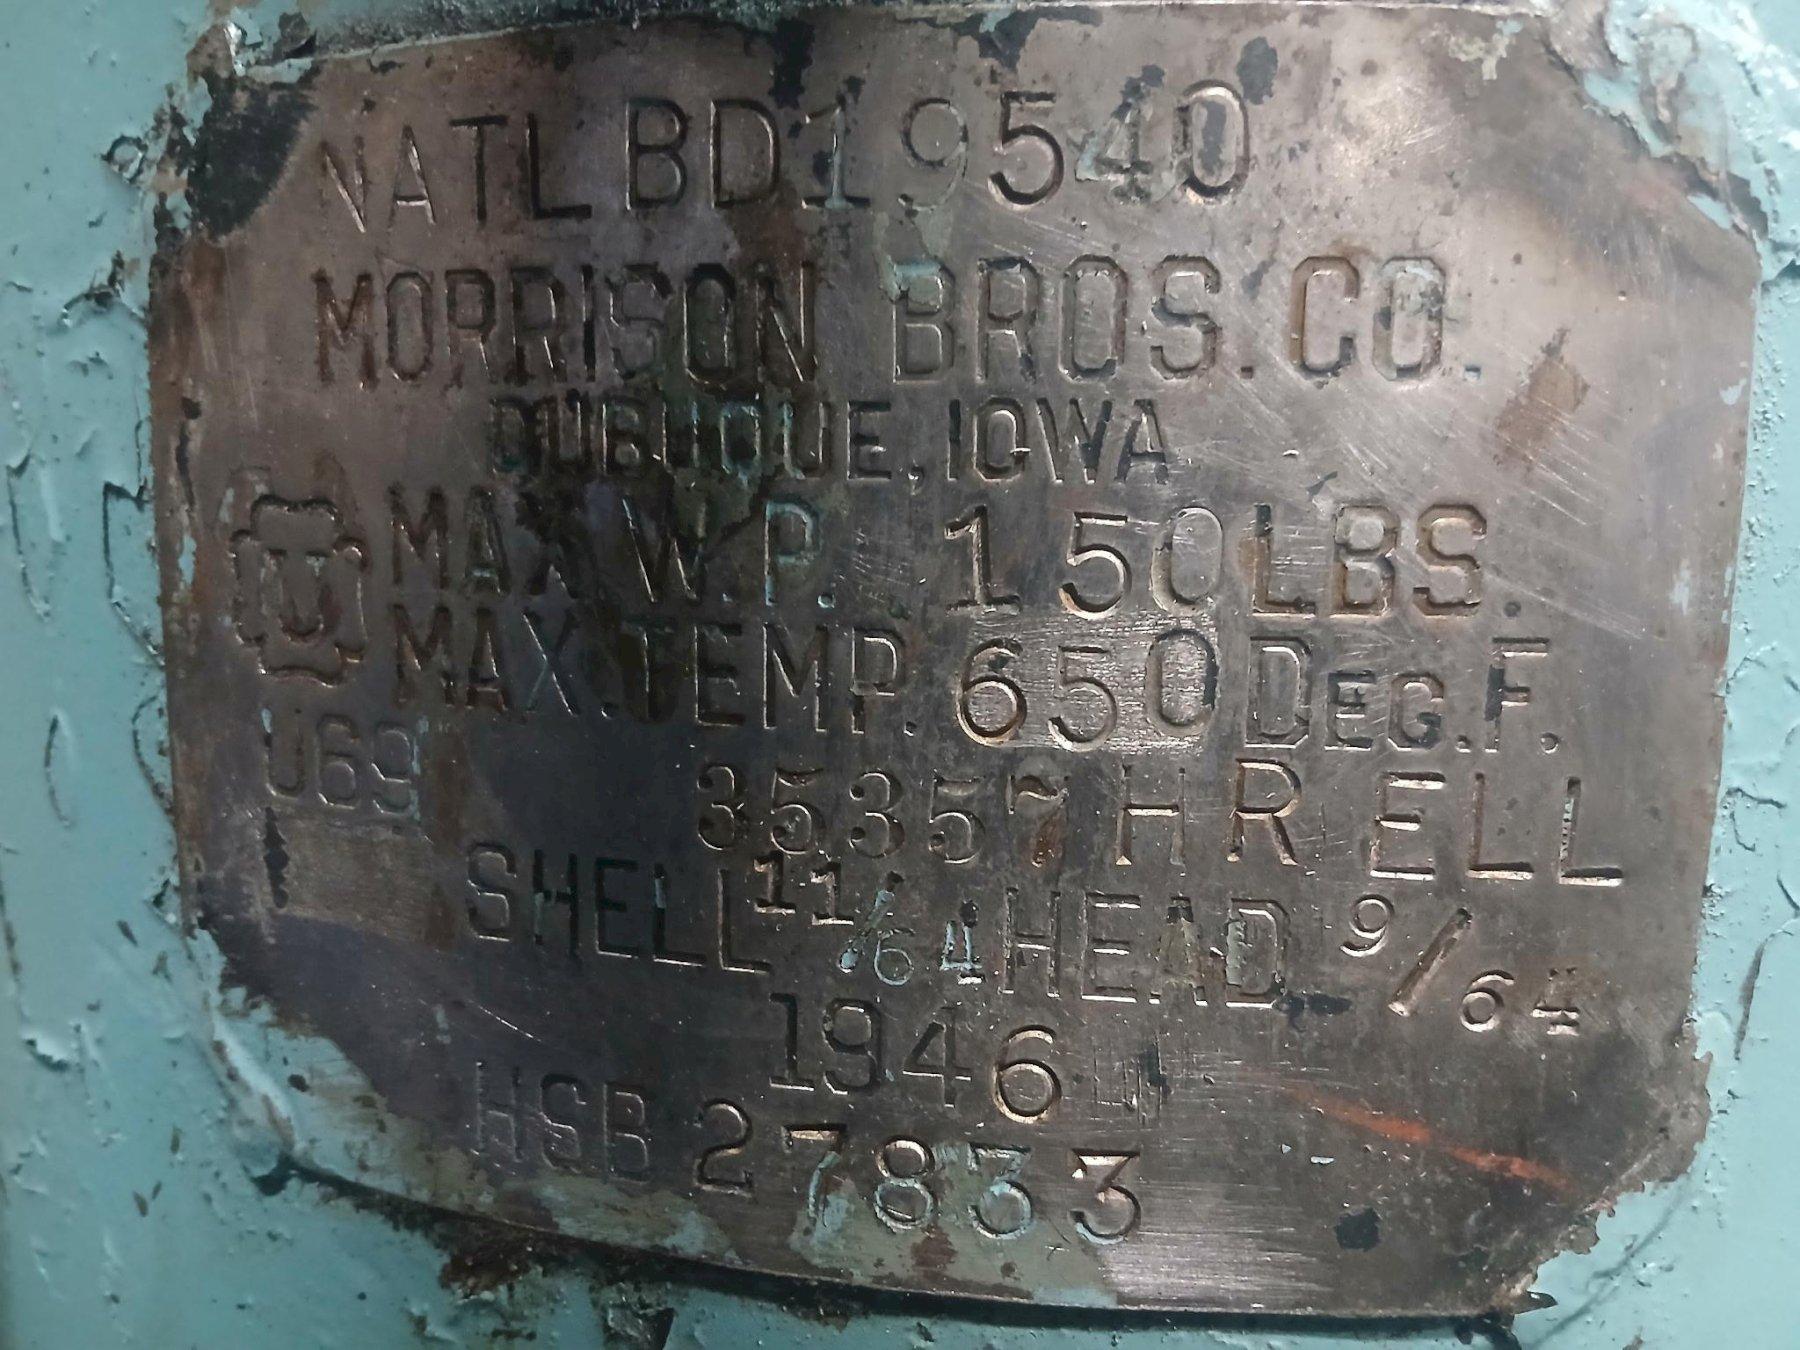 NATL BD 19540
MORRISON BROS. CO.
DUBUQUE, IOWA
U MAX. W.P. 150 LBS.
MAX. TEMP. 650 DEG. F.
U69 35357 HR ELL
SHELL 11/64 HEAD 9/64
1946
HSB 27833